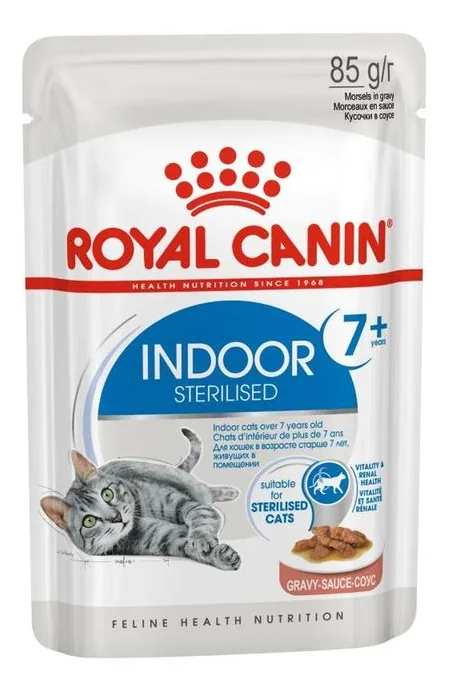 85 g/г
Morsels in gravy
Morceaux en sauce
Кусочки в соусе
ROYAL CANIN®
HEALTH NUTRITION SINCE 1968
7+
years
INDOOR
STERILISED
Indoor cats over 7 years old
Chats d'intérieur de plus de 7 ans
Для кошек в возрасте старше 7 лет,
живущих в
помещении
suitable
for
STERILISED
CATS
VITALITY &
RENAL
HEALTH
VITALITÉ
ET SANTÉ
RÉNALE
GRAVY-SAUCE-СОУС
FELINE HEALTH NUTRITION